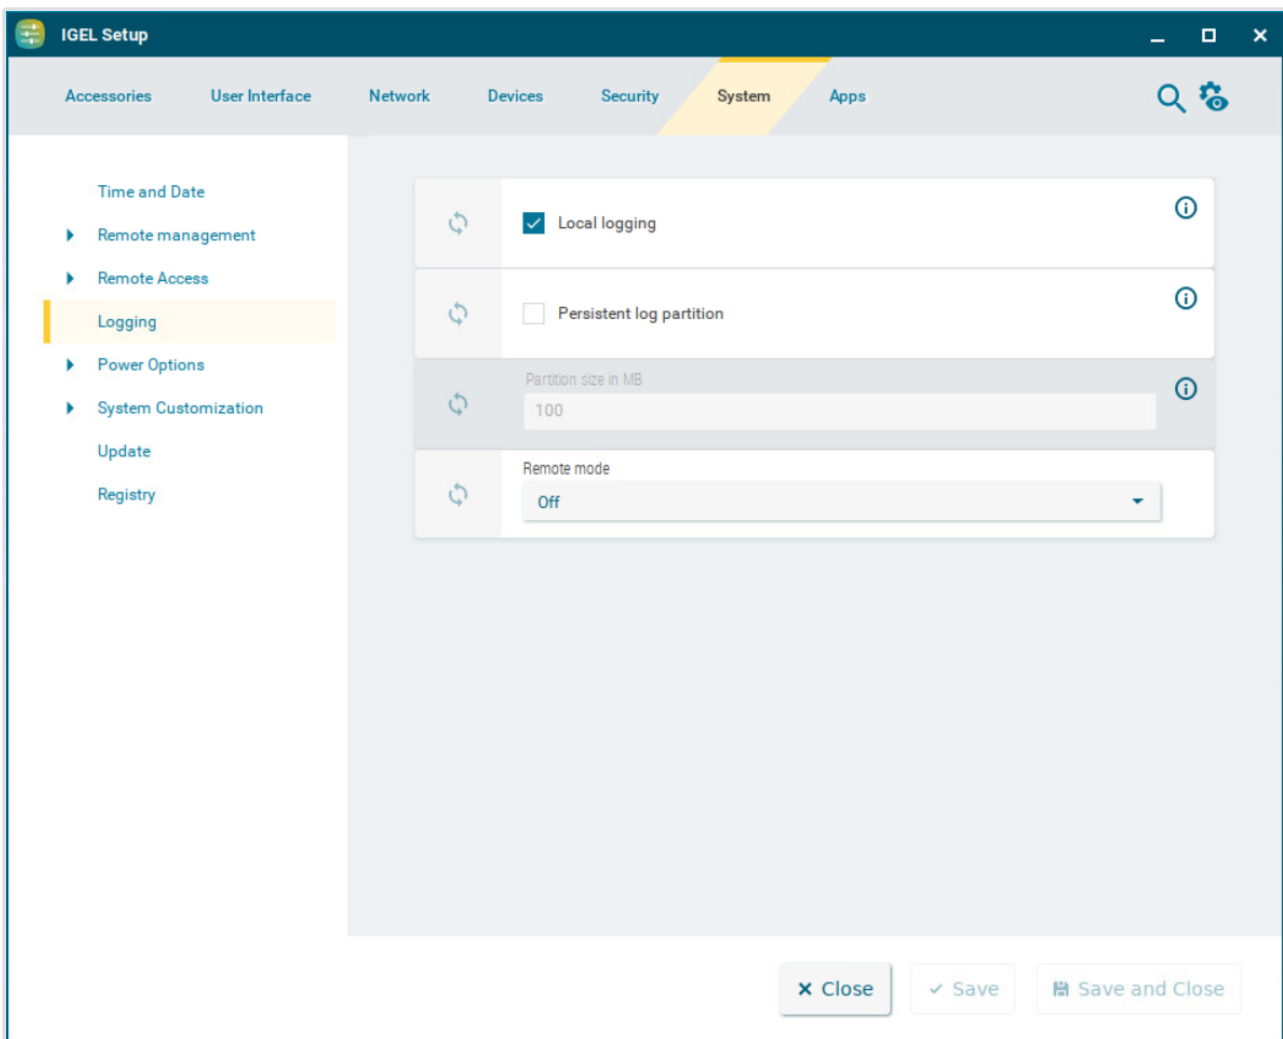 IGEL Setup
Accessories User Interface Network Devices Security System Apps
Time and Date
Remote management
Remote Access
Logging
Power Options
System Customization
Update
Registry
Local logging
Persistent log partition
Partition size in MB
100
Remote mode
Off
Close Save Save and Close